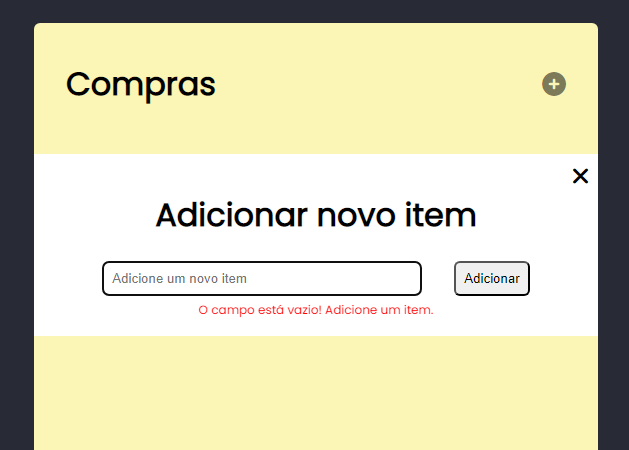 Compras
Adicionar novo item
Adicione um novo item
Adicionar
O campo está vazio! Adicione um item.